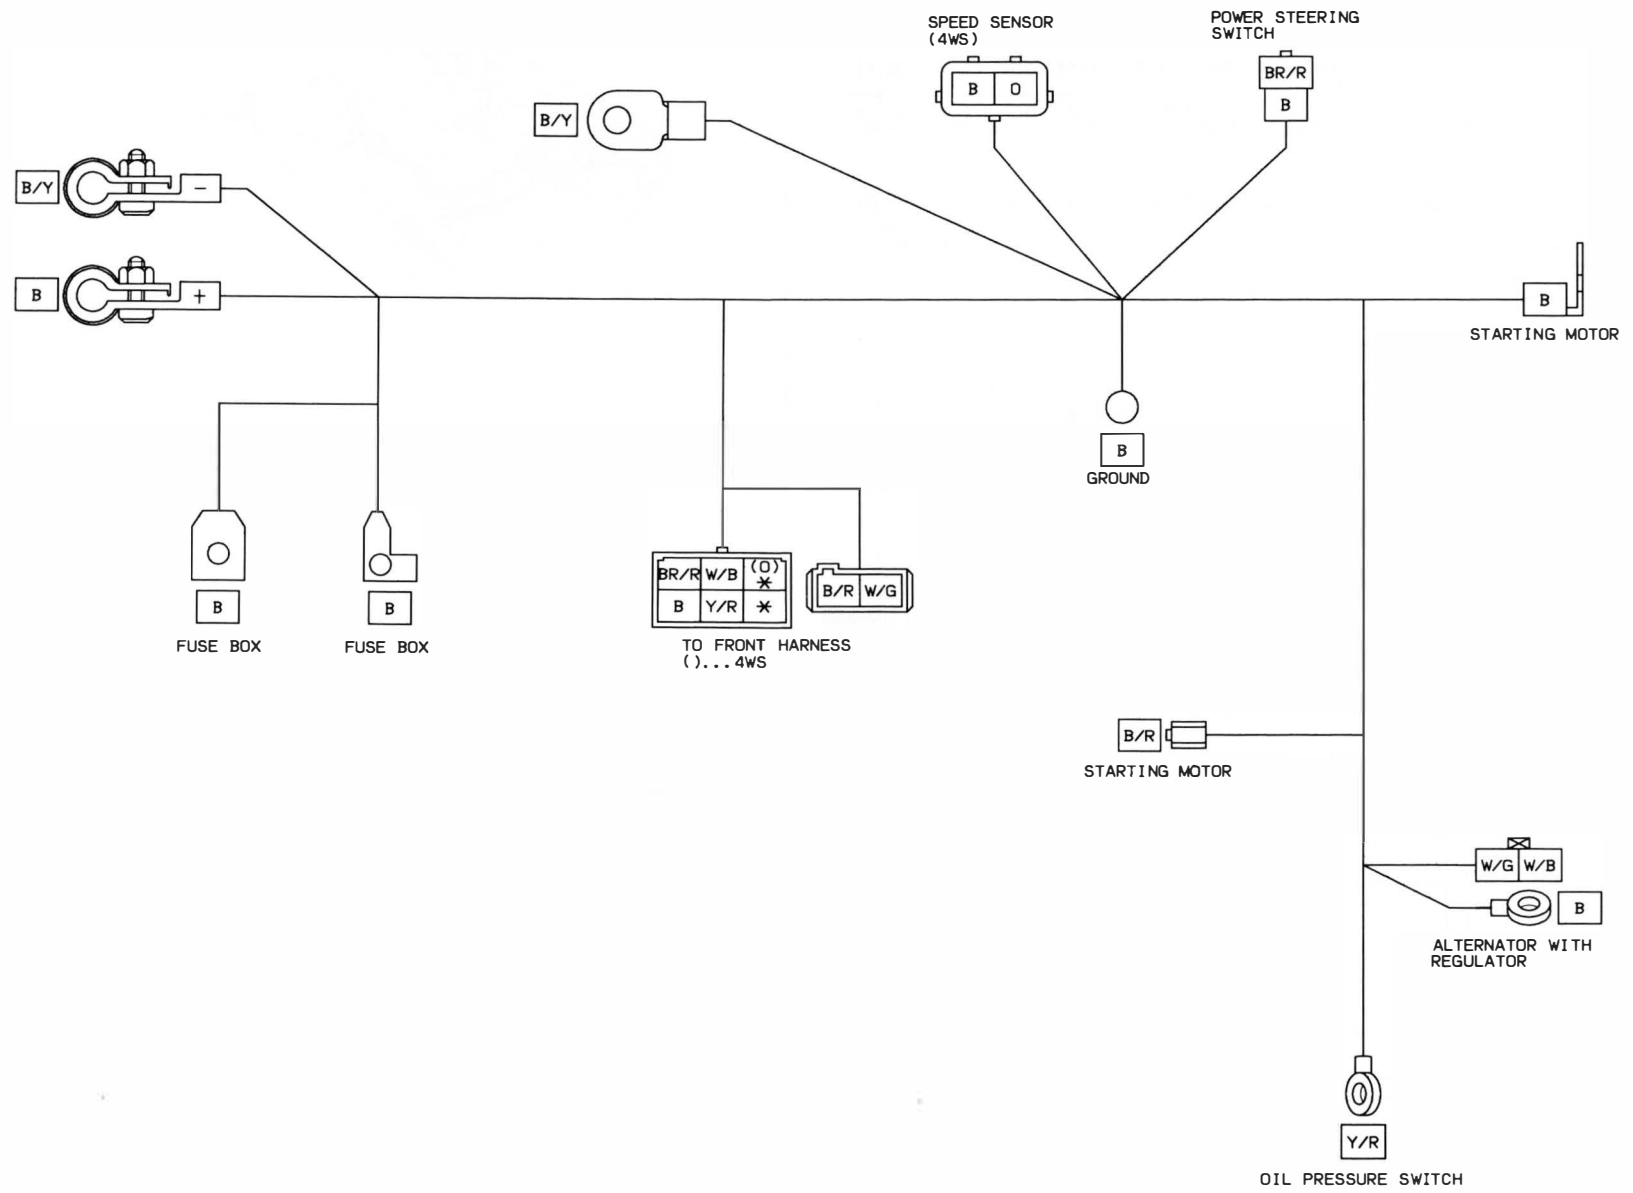 SPEED SENSOR
(4WS)
POWER STEERING
SWITCH
B O
BR/R
B
B/Y
B/Y
-
B
+
B
STARTING MOTOR
B
GROUND
BR/R W/B (O)
*
B Y/R *
B/R W/G
B
FUSE BOX
B
FUSE BOX
TO FRONT HARNESS
()...4WS
B/R
STARTING MOTOR
W/G W/B
B
ALTERNATOR WITH
REGULATOR
Y/R
OIL PRESSURE SWITCH